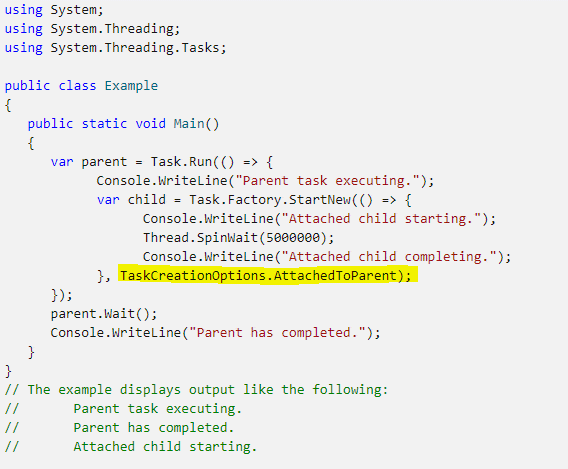 using System;
using System.Threading;
using System.Threading.Tasks;
public class Example
{
public static void Main()
{
var parent = Task.Run(() => {
Console.WriteLine("Parent task executing.");
var child = Task.Factory.StartNew(() => {
Console.WriteLine("Attached child starting.");
Thread.SpinWait(5000000);
Console.WriteLine("Attached child completing.");
}, TaskCreationOptions.AttachedToParent);
});
parent.Wait();
Console.WriteLine("Parent has completed.");
}
}
// The example displays output like the following:
// Parent task executing.
// Parent has completed.
// Attached child starting.